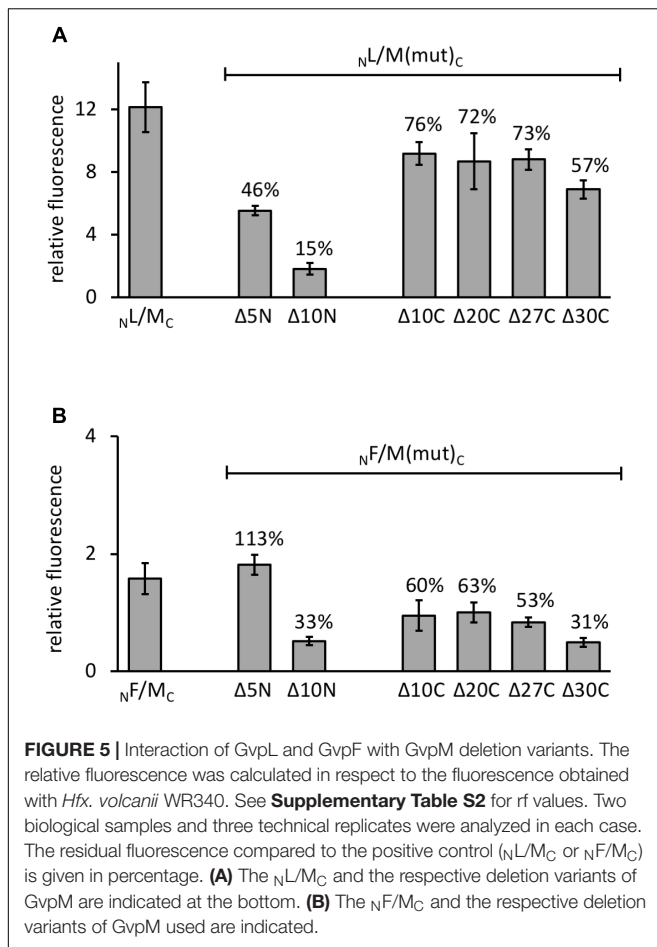 A
NL/M(mut)C
relative fluorescence
12
8
4
0
46%
15%
76%
72%
73%
57%
NL/MC
Δ5N
Δ10N
Δ10C
Δ20C
Δ27C
Δ30C
B
NF/M(mut)C
relative fluorescence
4
2
0
113%
33%
60%
63%
53%
31%
NF/MC
Δ5N
Δ10N
Δ10C
Δ20C
Δ27C
Δ30C
FIGURE 5 | Interaction of GvpL and GvpF with GvpM deletion variants. The
relative fluorescence was calculated in respect to the fluorescence obtained
with Hfx. volcanii WR340. See Supplementary Table S2 for rf values. Two
biological samples and three technical replicates were analyzed in each case.
The residual fluorescence compared to the positive control (NL/MC or NF/MC)
is given in percentage. (A) The NL/MC and the respective deletion variants of
GvpM are indicated at the bottom. (B) The NF/MC and the respective deletion
variants of GvpM used are indicated.